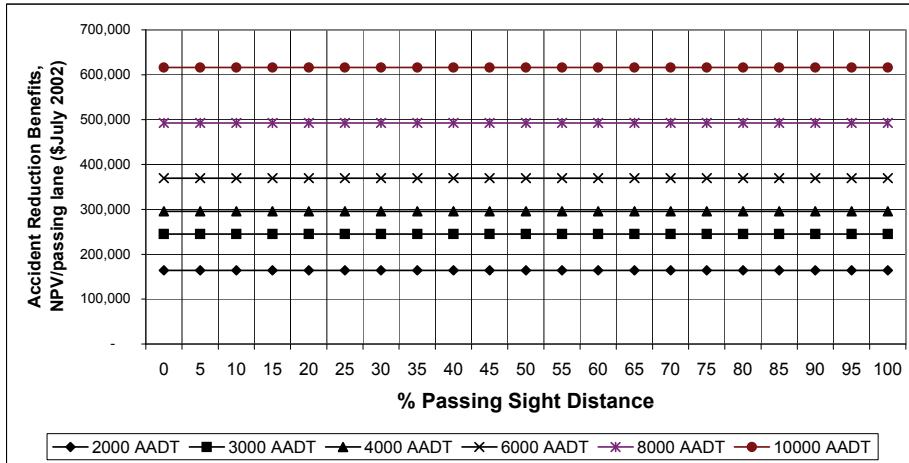 Accident Reduction Benefits,
NPV/passing lane ($July 2002)
700,000
600,000
500,000
400,000
300,000
200,000
100,000
-
0 5 10 15 20 25 30 35 40 45 50 55 60 65 70 75 80 85 90 95 100
% Passing Sight Distance
2000 AADT 3000 AADT 4000 AADT 6000 AADT 8000 AADT 10000 AADT